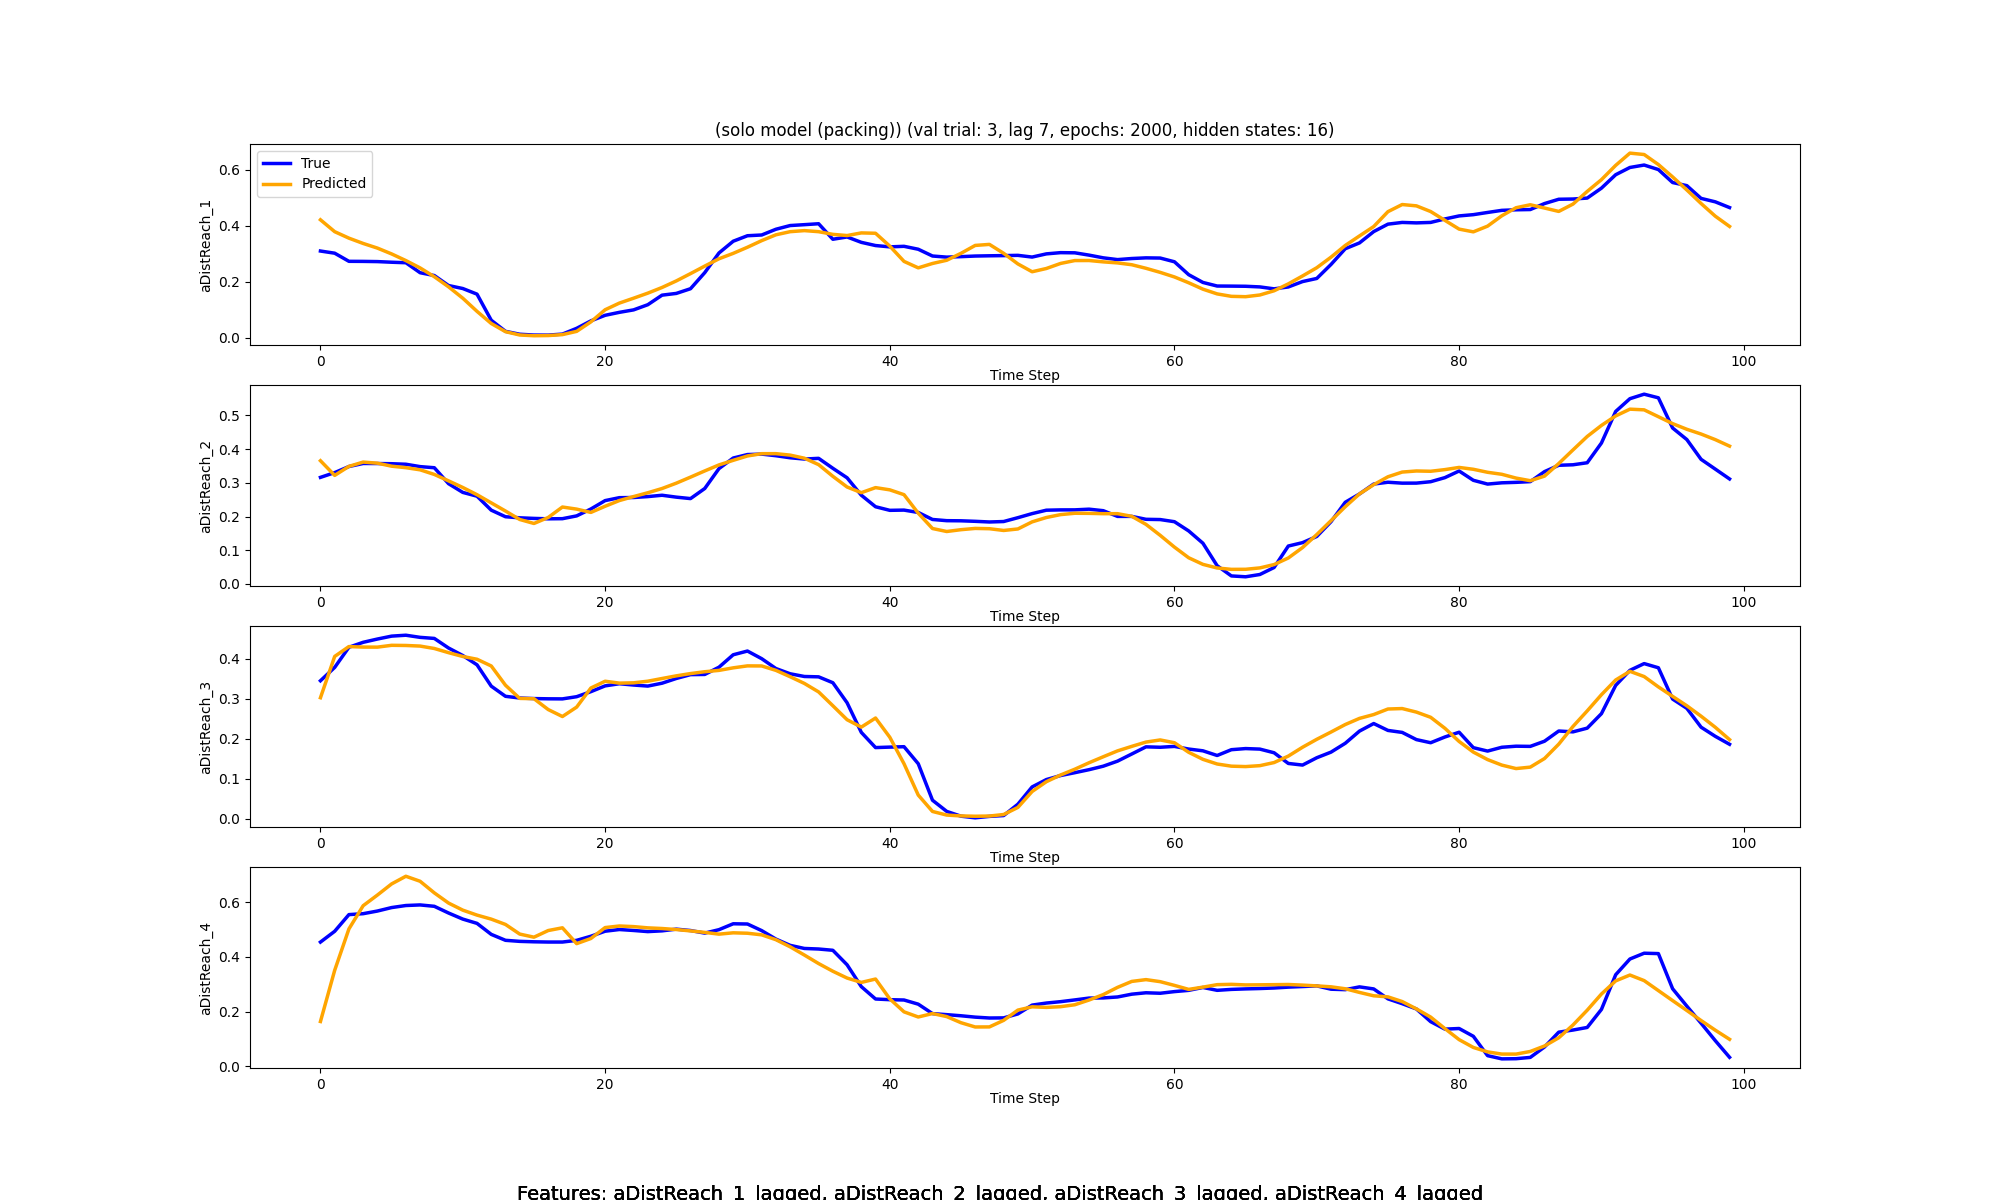 (solo model (packing)) (val trial: 3, lag 7, epochs: 2000, hidden states: 16)
True
Predicted
aDistReach_1
0.6
0.4
0.2
0.0
0 20 40 60 80 100
Time Step
aDistReach_2
0.5
0.4
0.3
0.2
0.1
0.0
0 20 40 60 80 100
Time Step
aDistReach_3
0.4
0.3
0.2
0.1
0.0
0 20 40 60 80 100
Time Step
aDistReach_4
0.6
0.4
0.2
0.0
0 20 40 60 80 100
Time Step
Features: aDistReach_1_lagged, aDistReach_2_lagged, aDistReach_3_lagged, aDistReach_4_lagged